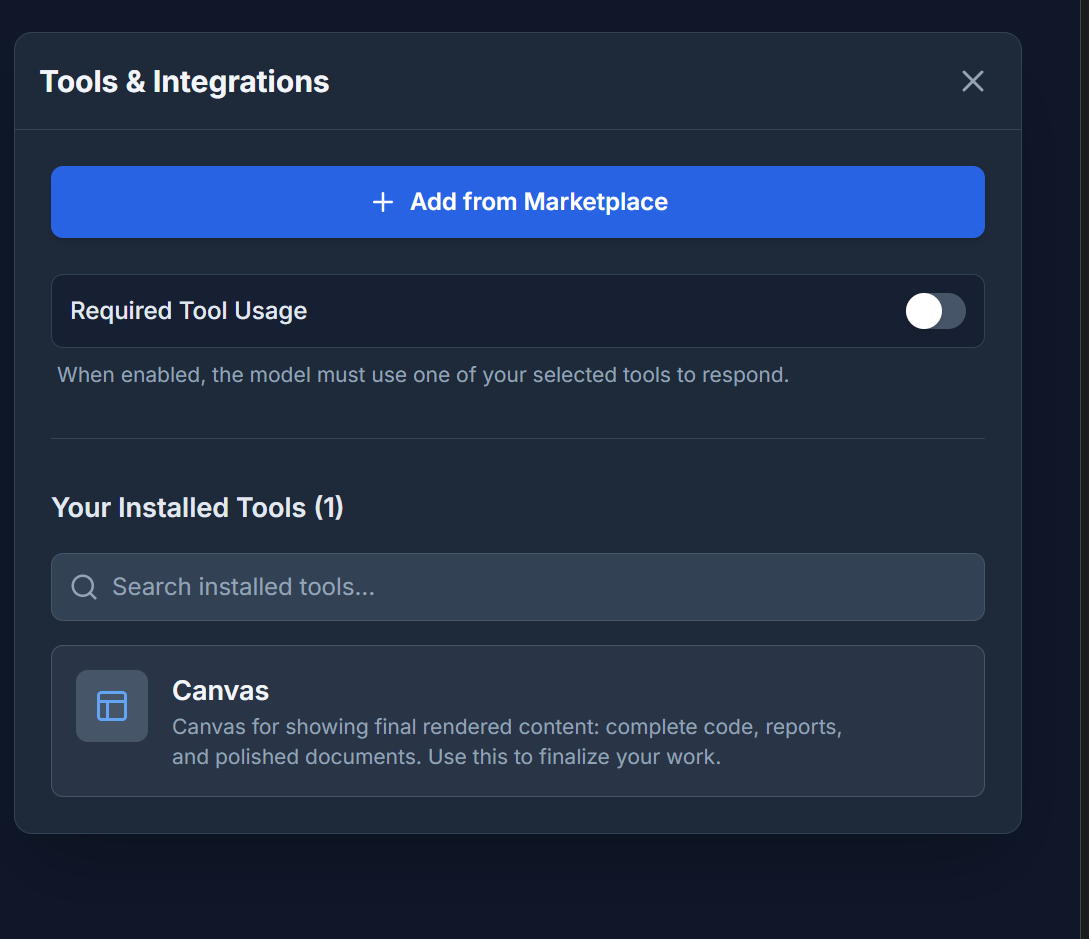 Tools & Integrations
Add from Marketplace
Required Tool Usage
When enabled, the model must use one of your selected tools to respond.
Your Installed Tools (1)
Search installed tools...
Canvas
Canvas for showing final rendered content: complete code, reports,
and polished documents. Use this to finalize your work.